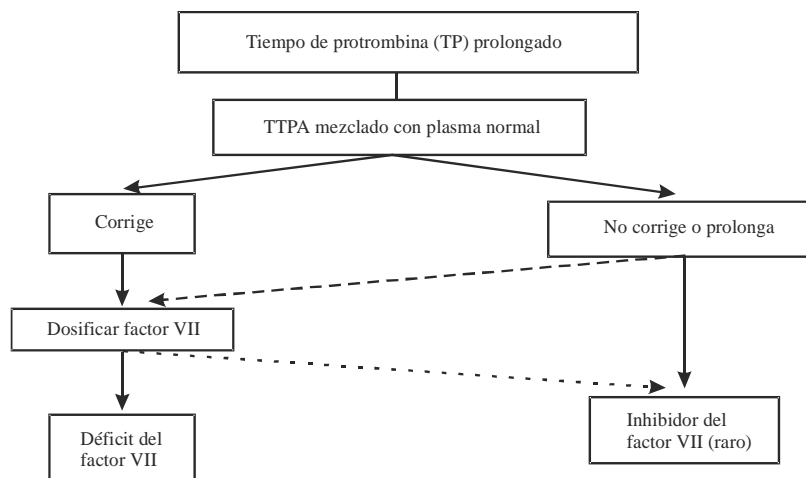 Tiempo de protrombina (TP) prolongado
TTPA mezclado con plasma normal
Corrige
No corrige o prolonga
Dosificar factor VII
Déficit del
factor VII
Inhibidor del
factor VII (raro)